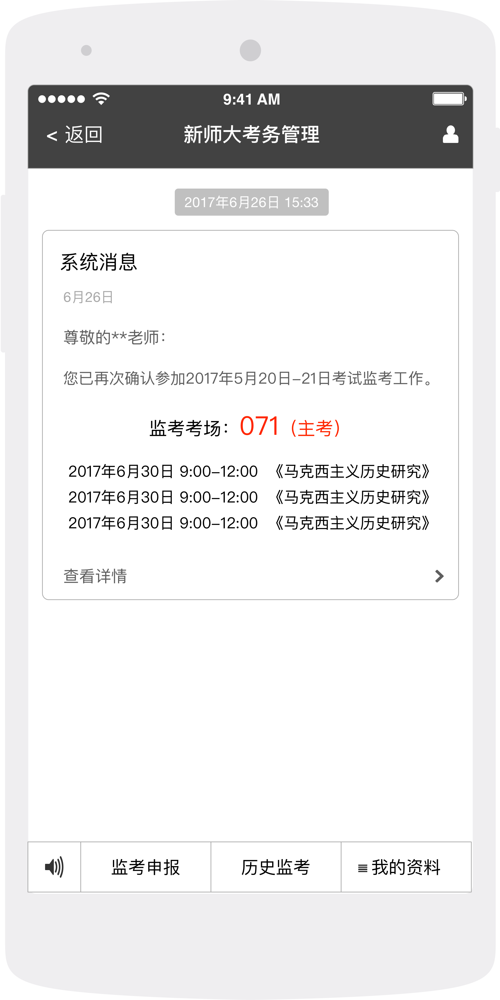 9:41 AM
< 返回 新师大考务管理
2017年6月26日 15:33
系统消息
6月26日
尊敬的**老师：
您已再次确认参加2017年5月20日-21日考试监考工作。
监考考场：071（主考）
2017年6月30日 9:00-12:00 《马克西主义历史研究》
2017年6月30日 9:00-12:00 《马克西主义历史研究》
2017年6月30日 9:00-12:00 《马克西主义历史研究》
查看详情
监考申报 历史监考 我的资料